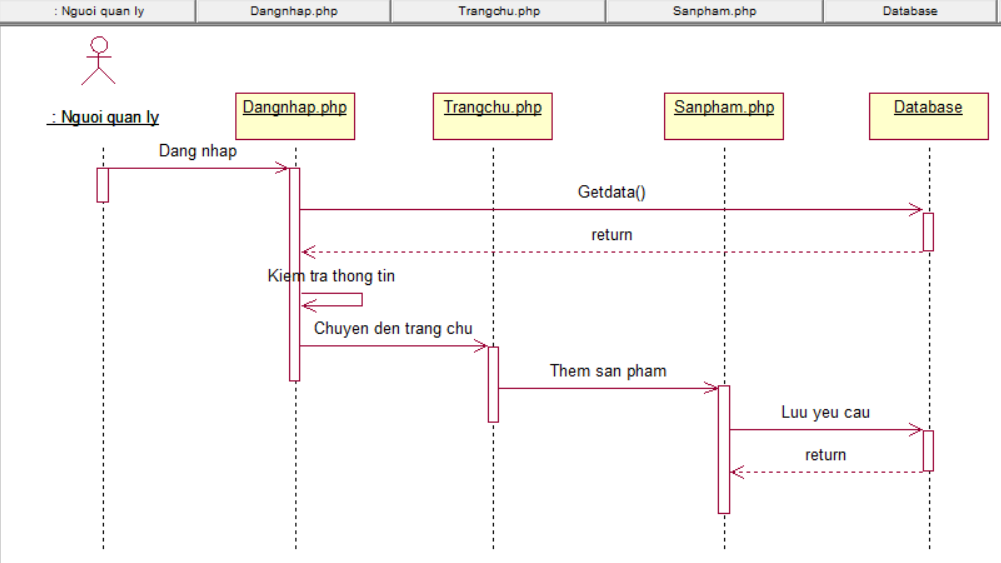 : Nguoi quan ly
Dangnhap.php
Trangchu.php
Sanpham.php
Database
: Nguoi quan ly
Dangnhap.php
Trangchu.php
Sanpham.php
Database
Dang nhap
Getdata()
return
Kiem tra thong tin
Chuyen den trang chu
Them san pham
Luu yeu cau
return